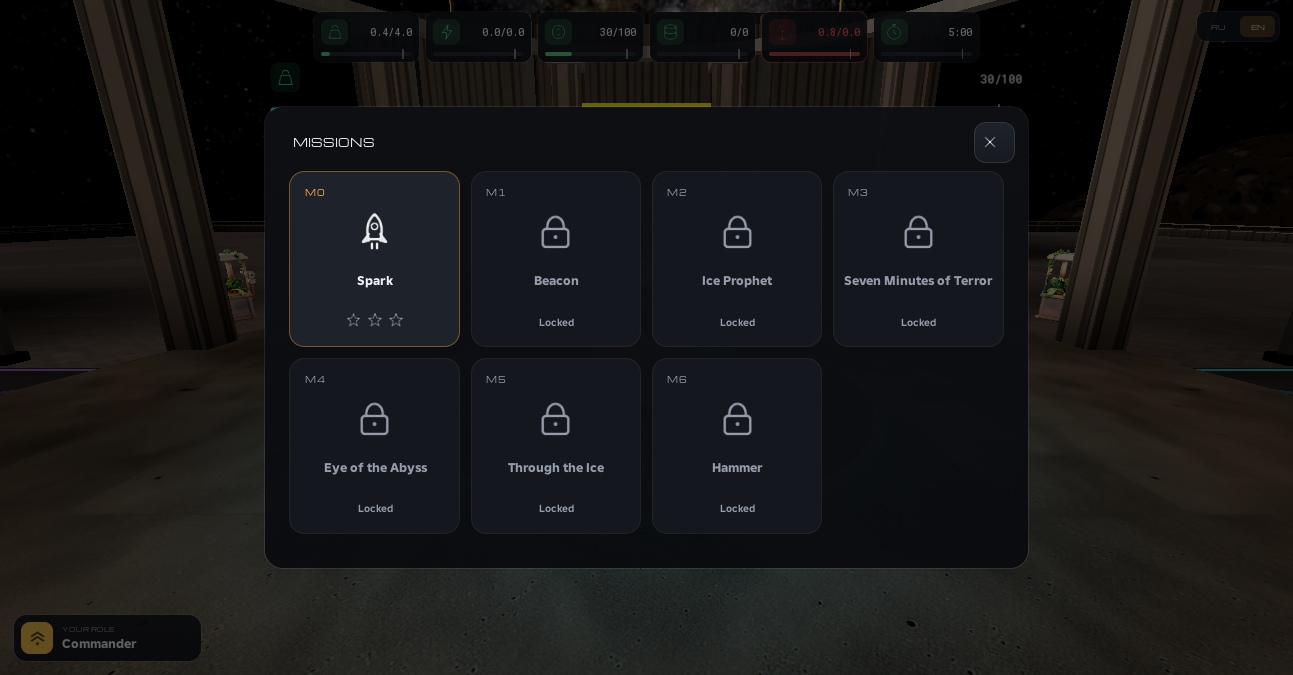 0.4/4.0
0.0/0.0
30/100
0/0
0.8/0.0
5:00
RU
EN
30/100
MISSIONS
M0
Spark
M1
Beacon
Locked
M2
Ice Prophet
Locked
M3
Seven Minutes of Terror
Locked
M4
Eye of the Abyss
Locked
M5
Through the Ice
Locked
M6
Hammer
Locked
YOUR ROLE
Commander